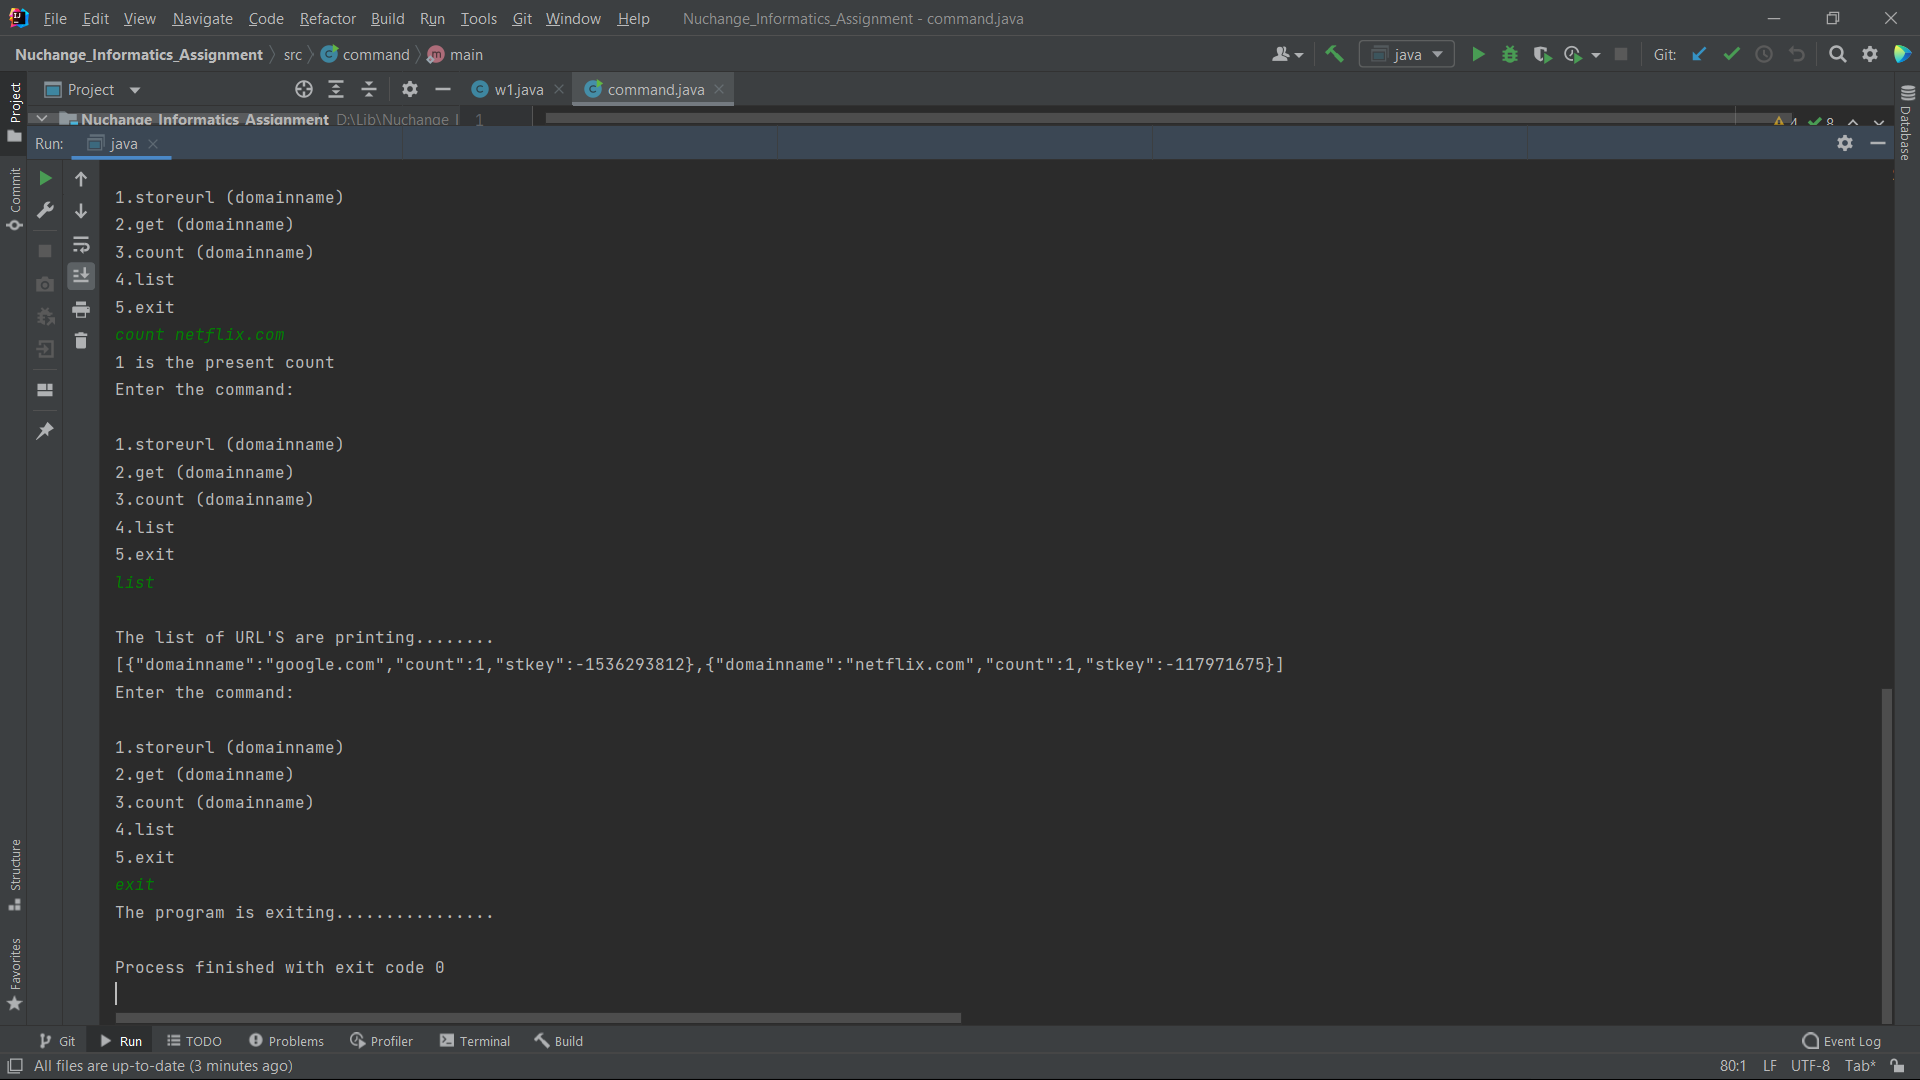 File Edit View Navigate Code Refactor Build Run Tools Git Window Help Nuchange_Informatics_Assignment - command.java
Nuchange_Informatics_Assignment src command main java Git:
Project w1.java command.java
Nuchange_Informatics_Assignment D:\Lib\Nuchange_I 1 4 8
Run: java
Project
Commit
Structure
Favorites
Database
1.storeurl (domainname)
2.get (domainname)
3.count (domainname)
4.list
5.exit
count netflix.com
1 is the present count
Enter the command:
1.storeurl (domainname)
2.get (domainname)
3.count (domainname)
4.list
5.exit
list
The list of URL'S are printing........
[{"domainname":"google.com","count":1,"stkey":-1536293812},{"domainname":"netflix.com","count":1,"stkey":-117971675}]
Enter the command:
1.storeurl (domainname)
2.get (domainname)
3.count (domainname)
4.list
5.exit
exit
The program is exiting................
Process finished with exit code 0
Git Run TODO Problems Profiler Terminal Build Event Log
All files are up-to-date (3 minutes ago) 80:1 LF UTF-8 Tab*